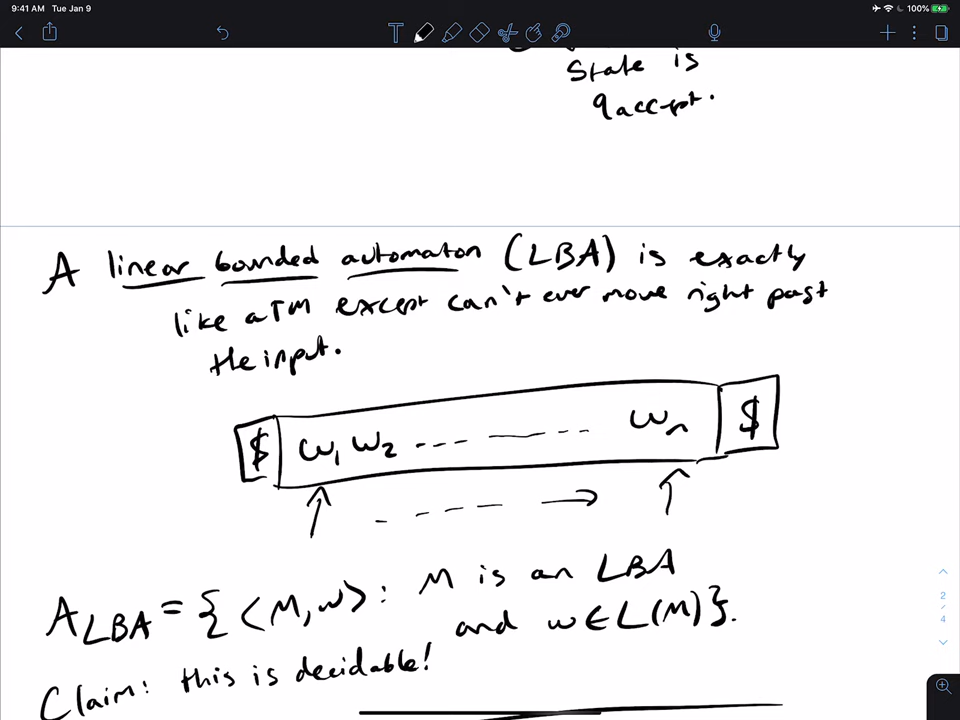 9:41 AM Tue Jan 9
100%
T
State is
qaccept.
A linear bounded automaton (LBA) is exactly
like a TM except can't ever move right past
the input.
$ w₁ w₂ ---- ---- --- wₙ $
A_LBA = { <M, w> : M is an LBA
and w ∈ L(M) }.
Claim: this is decidable!
2
/
4